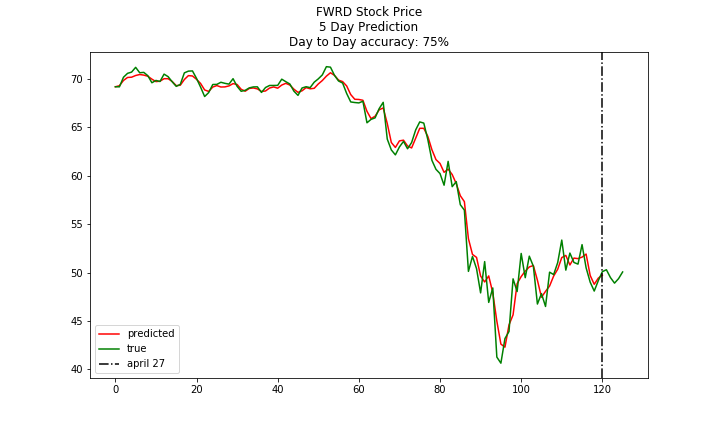 FWRD Stock Price
5 Day Prediction
Day to Day accuracy: 75%
70
65
60
55
50
45
40
predicted
true
april 27
0 20 40 60 80 100 120